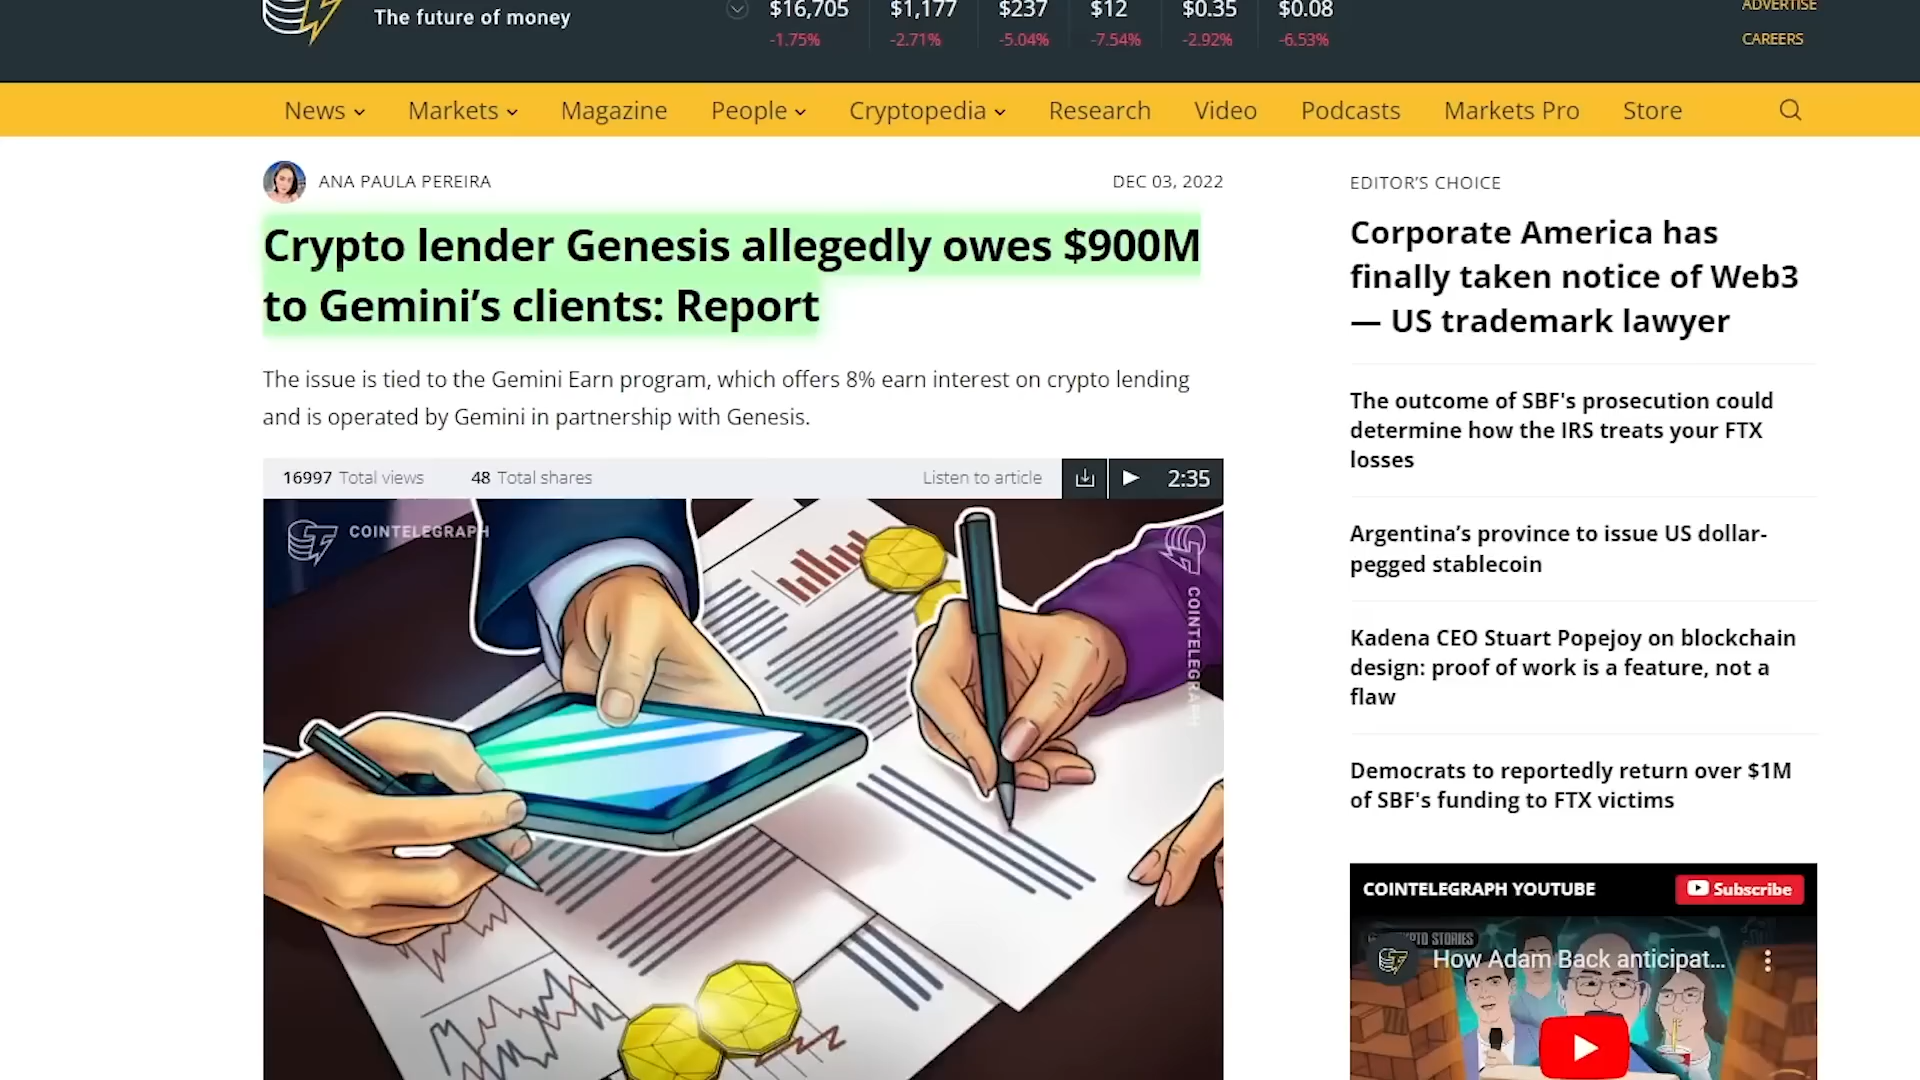 The future of money
$16,705 $1,177 $237 $12 $0.35 $0.08
-1.75% -2.71% -5.04% -7.54% -2.92% -6.53%
ADVERTISE
CAREERS
News Markets Magazine People Cryptopedia Research Video Podcasts Markets Pro Store
ANA PAULA PEREIRA
DEC 03, 2022
Crypto lender Genesis allegedly owes $900M
to Gemini’s clients: Report
The issue is tied to the Gemini Earn program, which offers 8% earn interest on crypto lending
and is operated by Gemini in partnership with Genesis.
16997 Total views 48 Total shares Listen to article 2:35
COINTELEGRAPH
COINTELEGRAPH
EDITOR’S CHOICE
Corporate America has
finally taken notice of Web3
— US trademark lawyer
The outcome of SBF's prosecution could
determine how the IRS treats your FTX
losses
Argentina’s province to issue US dollar-
pegged stablecoin
Kadena CEO Stuart Popejoy on blockchain
design: proof of work is a feature, not a
flaw
Democrats to reportedly return over $1M
of SBF's funding to FTX victims
COINTELEGRAPH YOUTUBE
Subscribe
STORIES
How Adam Back anticipat...